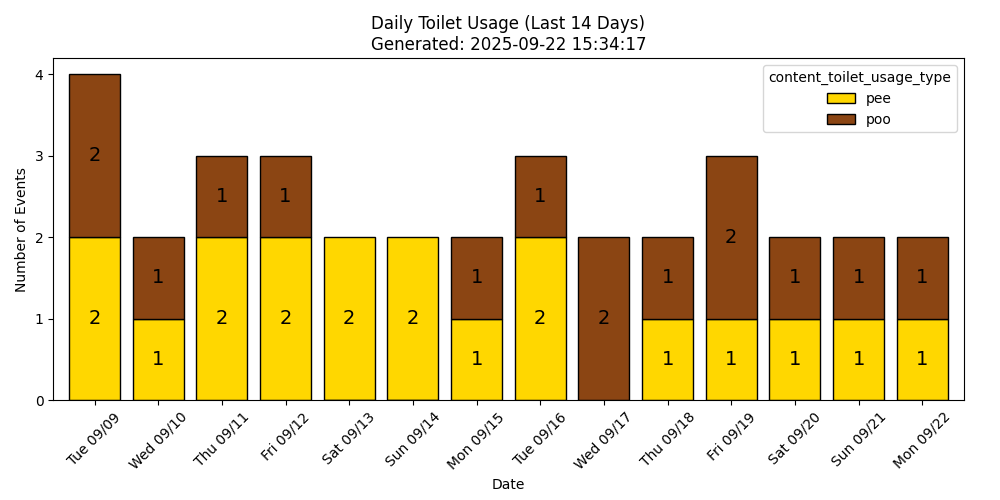 Daily Toilet Usage (Last 14 Days)
Generated: 2025-09-22 15:34:17
content_toilet_usage_type
pee
poo
Number of Events
4
3
2
1
0
2
2
1
1
1
2
1
2
2
2
1
1
1
2
2
1
1
2
1
1
1
1
1
1
1
Tue 09/09
Wed 09/10
Thu 09/11
Fri 09/12
Sat 09/13
Sun 09/14
Mon 09/15
Tue 09/16
Wed 09/17
Thu 09/18
Fri 09/19
Sat 09/20
Sun 09/21
Mon 09/22
Date